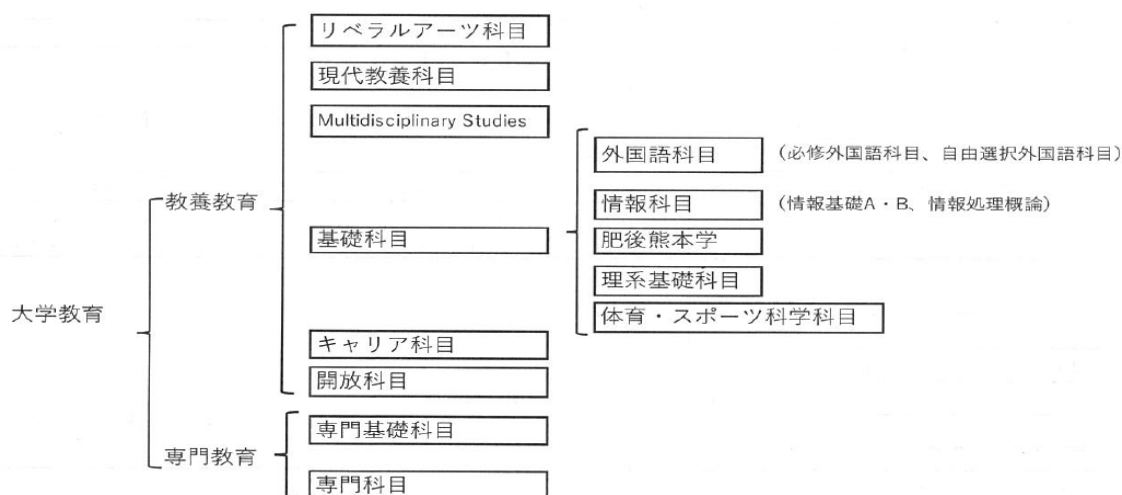 リベラルアーツ科目
現代教養科目
Multidisciplinary Studies
外国語科目 (必修外国語科目、自由選択外国語科目)
教養教育
情報科目 (情報基礎A・B、情報処理概論)
基礎科目
肥後熊本学
理系基礎科目
大学教育
体育・スポーツ科学科目
キャリア科目
開放科目
専門基礎科目
専門教育
専門科目